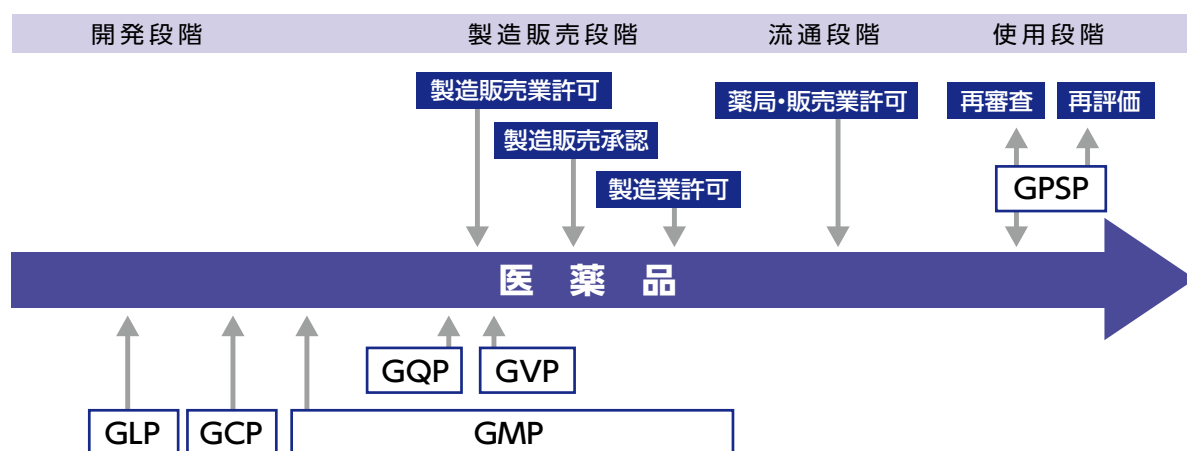 開発段階
製造販売段階
流通段階
使用段階
製造販売業許可
薬局・販売業許可
再審査
再評価
製造販売承認
製造業許可
GPSP
医薬品
GQP
GVP
GLP
GCP
GMP